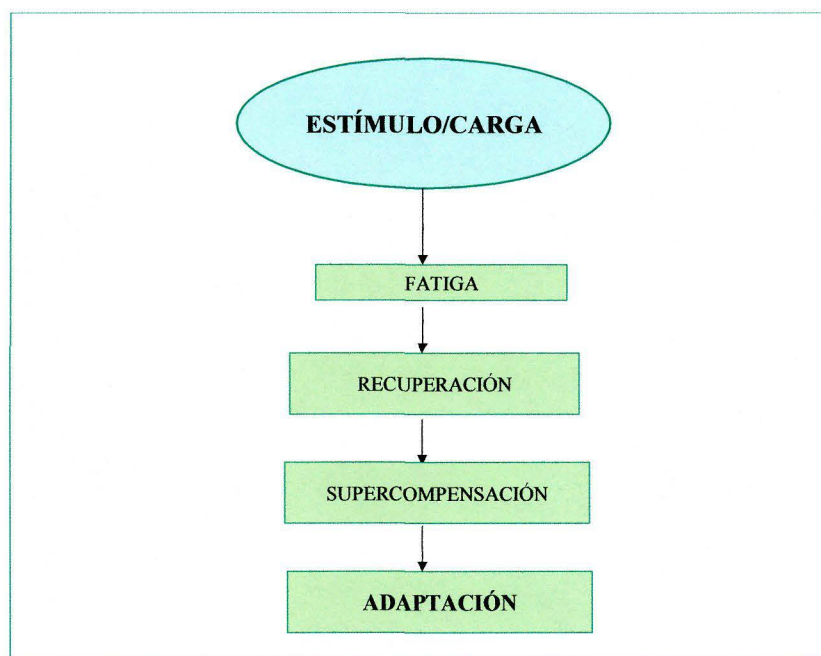 ESTÍMULO/CARGA
FATIGA
RECUPERACIÓN
SUPERCOMPENSACIÓN
ADAPTACIÓN